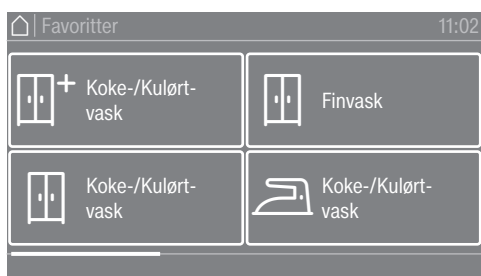 Favoritter 11:02
Koke-/Kulørt-
vask
Finvask
Koke-/Kulørt-
vask
Koke-/Kulørt-
vask